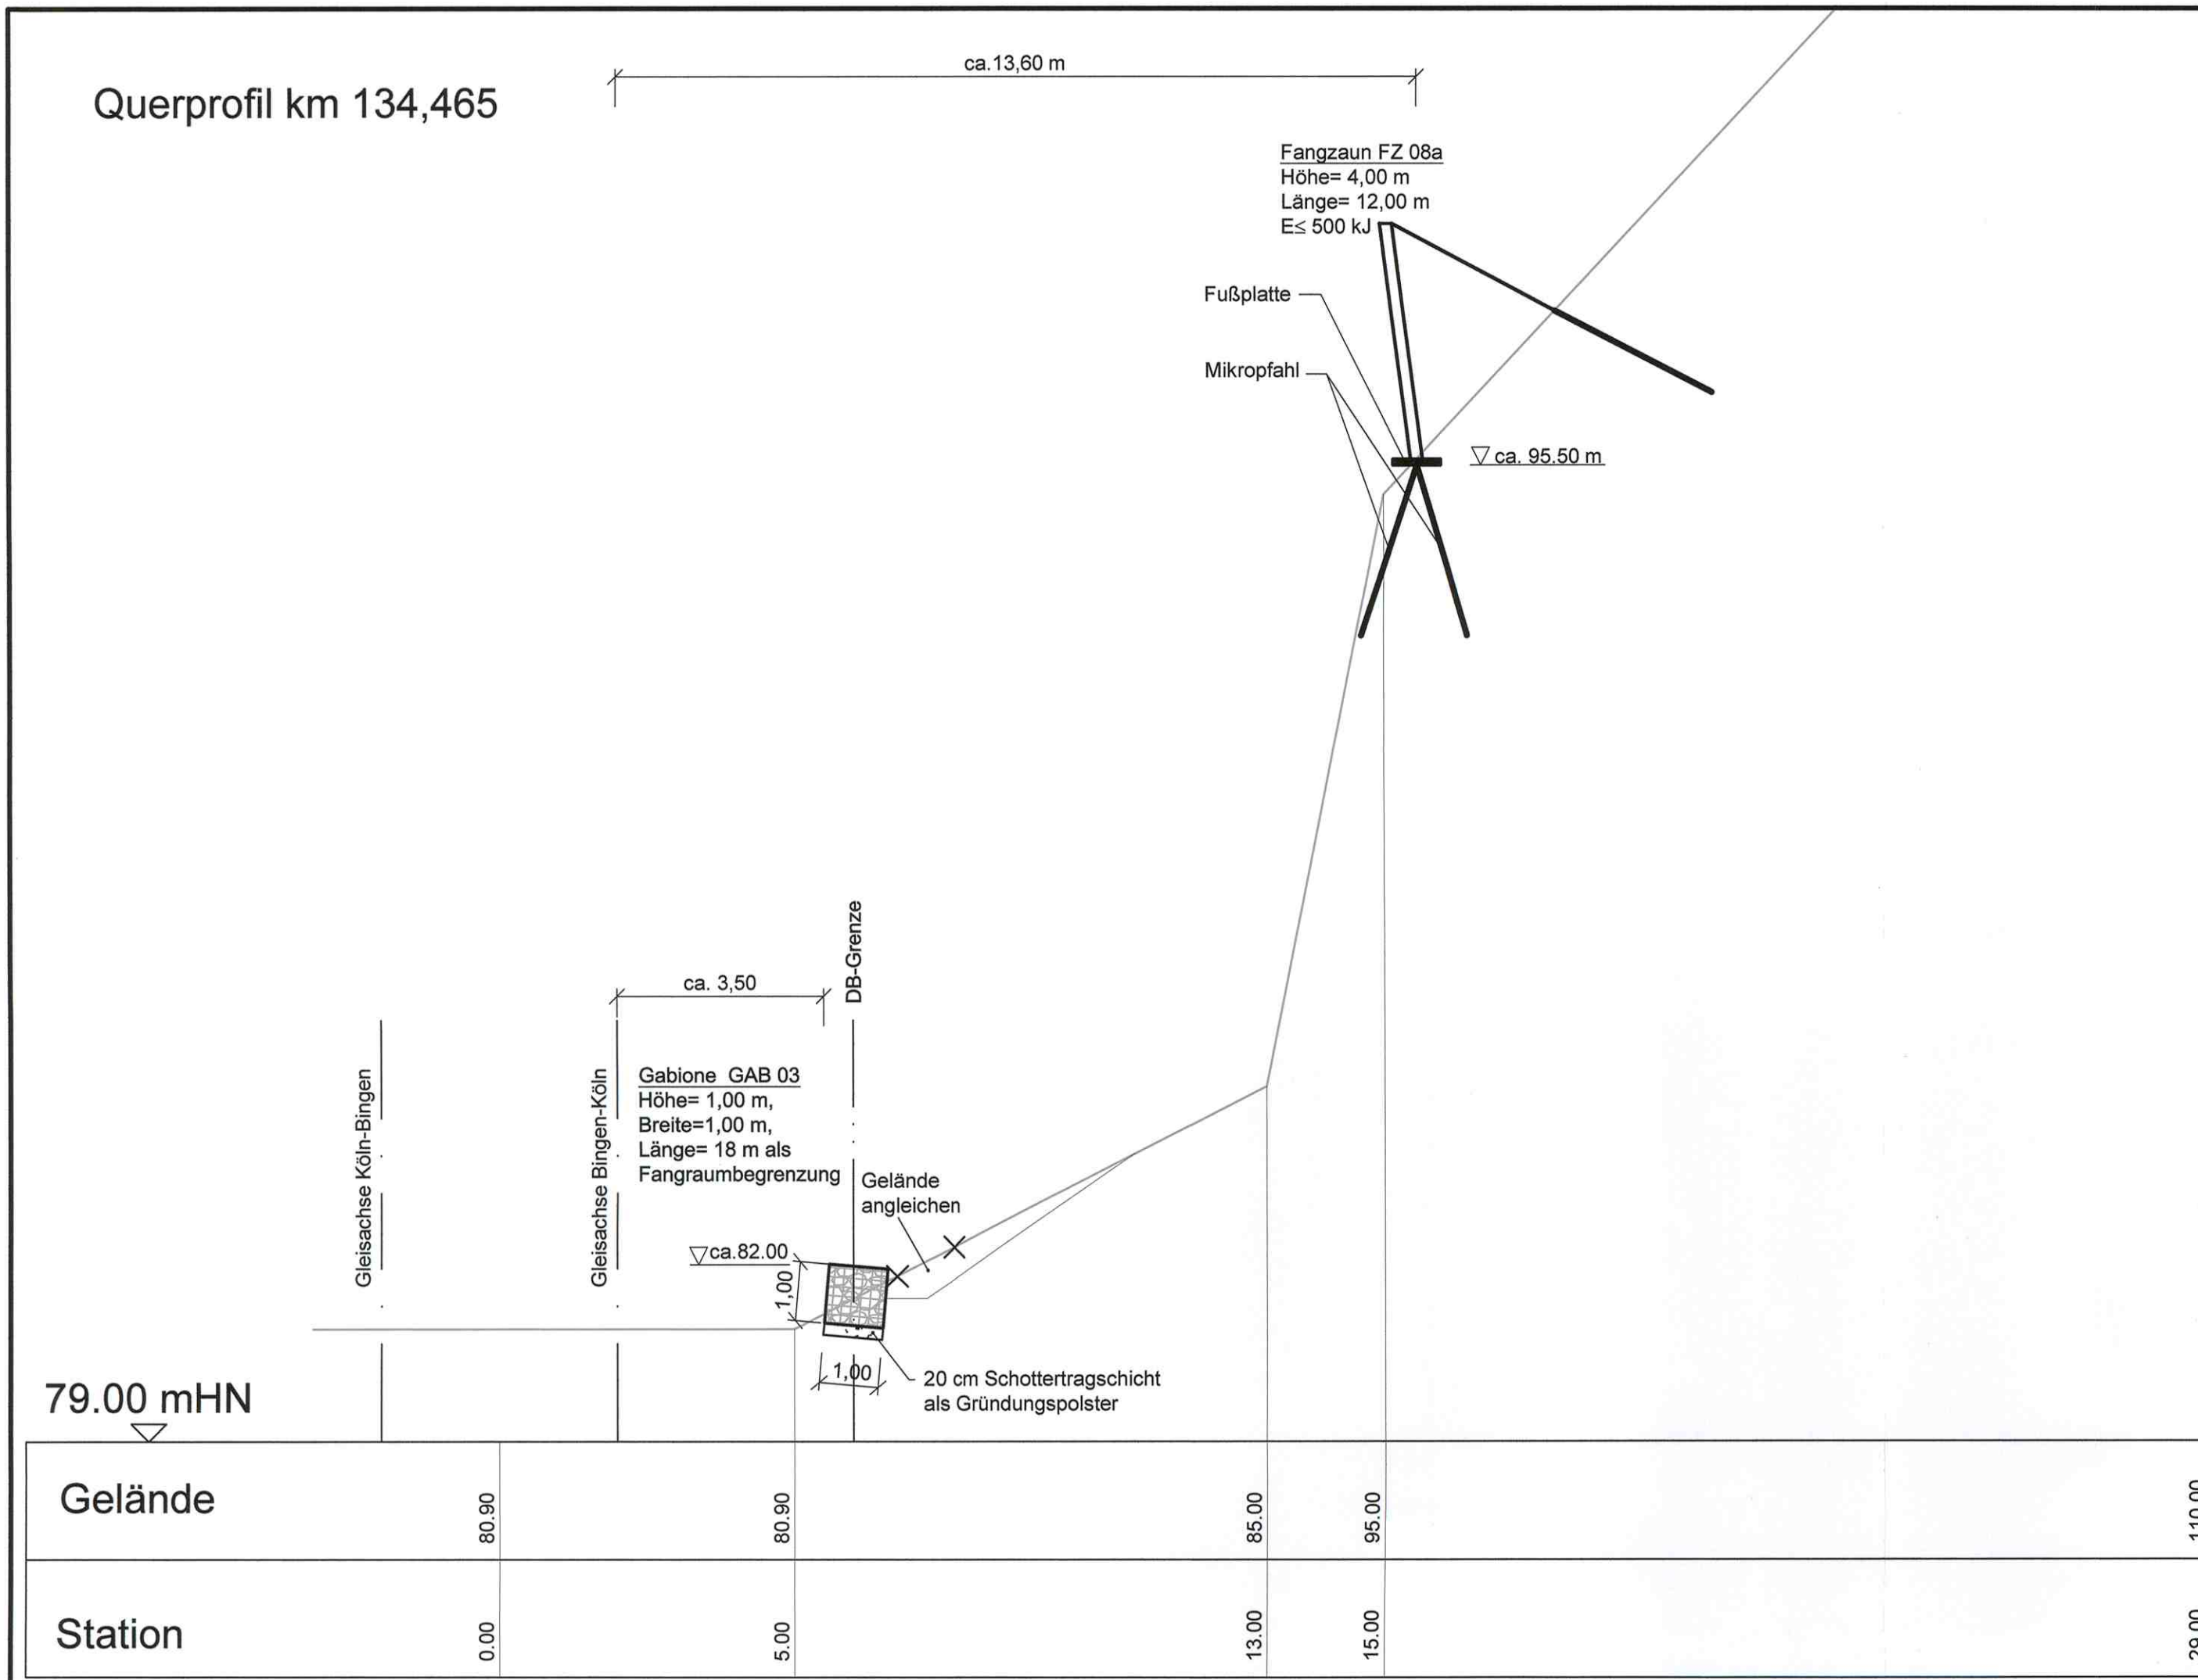 Querprofil km 134,465
ca.13,60 m
Fangzaun FZ 08a
Höhe= 4,00 m
Länge= 12,00 m
E≤ 500 kJ
Fußplatte
Mikropfahl
ca. 95.50 m
DB-Grenze
ca. 3,50
Gleisachse Köln-Bingen
Gleisachse Bingen-Köln
Gabione GAB 03
Höhe= 1,00 m,
Breite=1,00 m,
Länge= 18 m als
Fangraumbegrenzung
Gelände
angleichen
ca.82.00
1,00
1,00
20 cm Schottertragschicht
als Gründungspolster
79.00 mHN
Gelände
80.90
80.90
85.00
95.00
110.00
Station
0.00
5.00
13.00
15.00